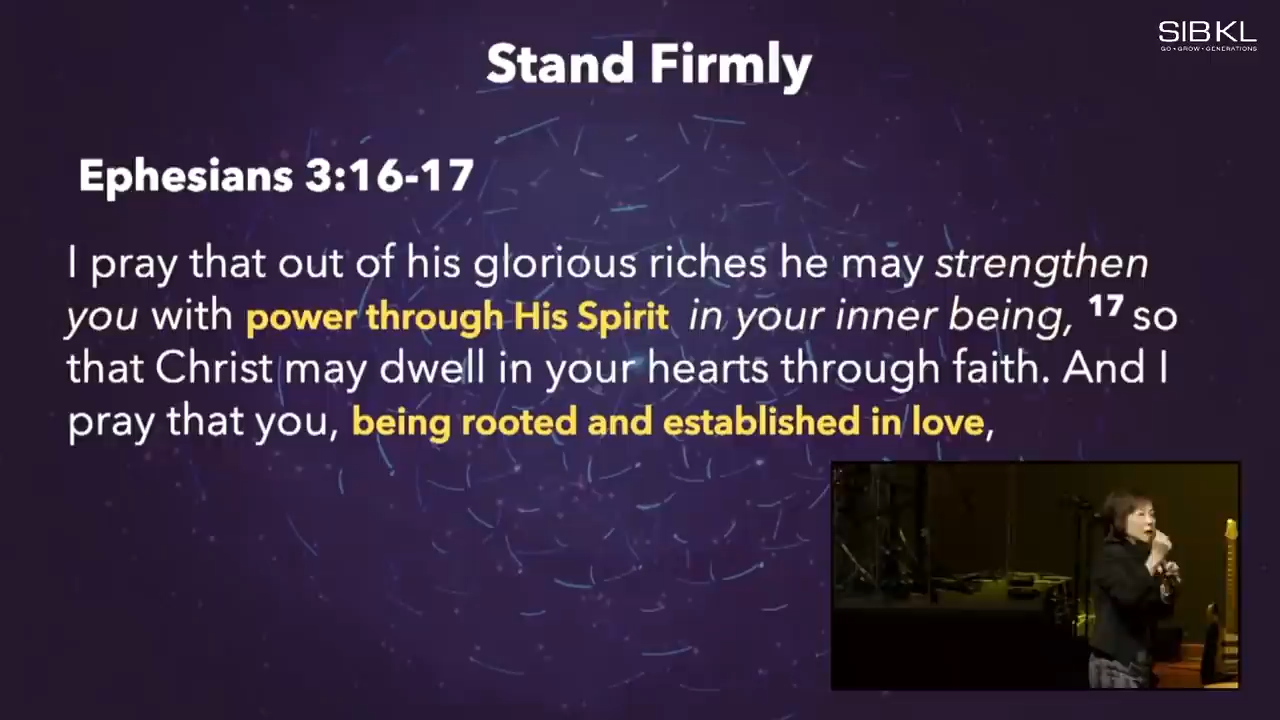 SIBKL
GO • GROW • GENERATIONS
Stand Firmly
Ephesians 3:16-17
I pray that out of his glorious riches he may strengthen
you with power through His Spirit in your inner being, 17 so
that Christ may dwell in your hearts through faith. And I
pray that you, being rooted and established in love,